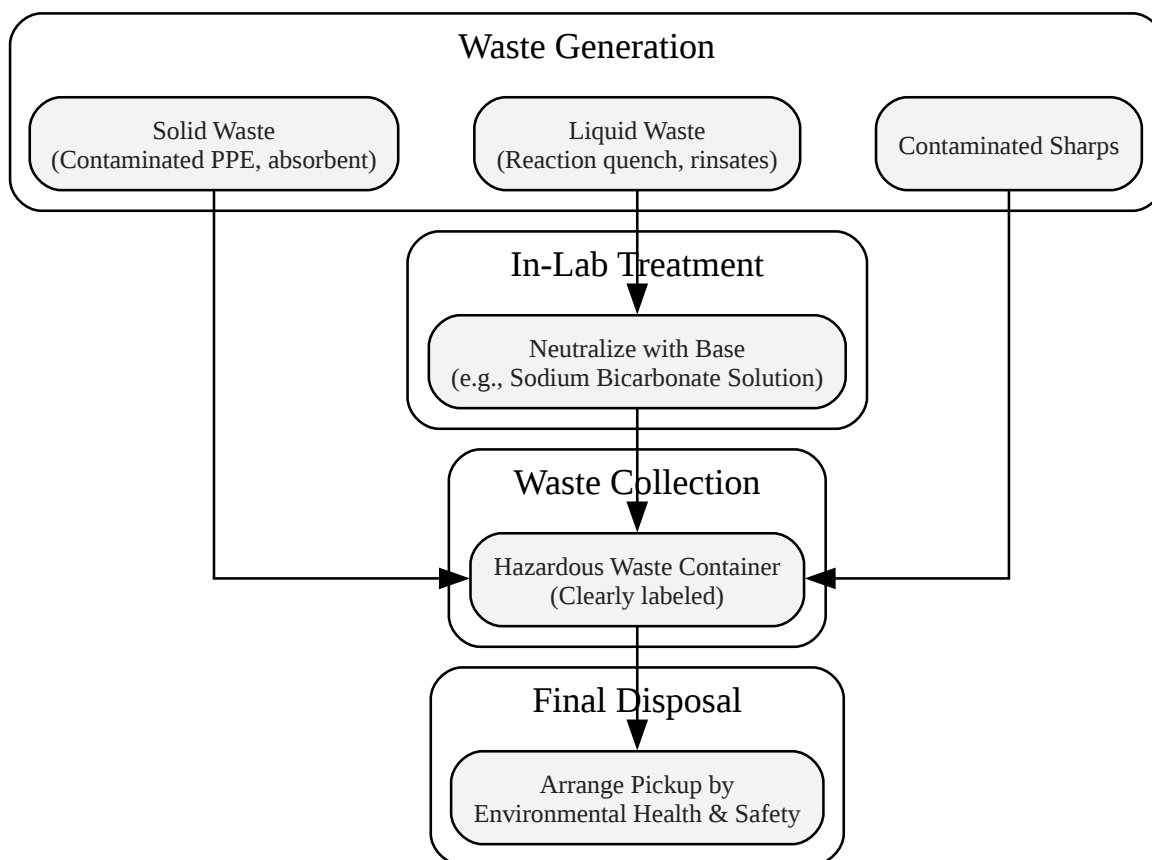 Waste Generation
Solid Waste
(Contaminated PPE, absorbent)
Liquid Waste
(Reaction quench, rinsates)
Contaminated Sharps
In-Lab Treatment
Neutralize with Base
(e.g., Sodium Bicarbonate Solution)
Waste Collection
Hazardous Waste Container
(Clearly labeled)
Final Disposal
Arrange Pickup by
Environmental Health & Safety